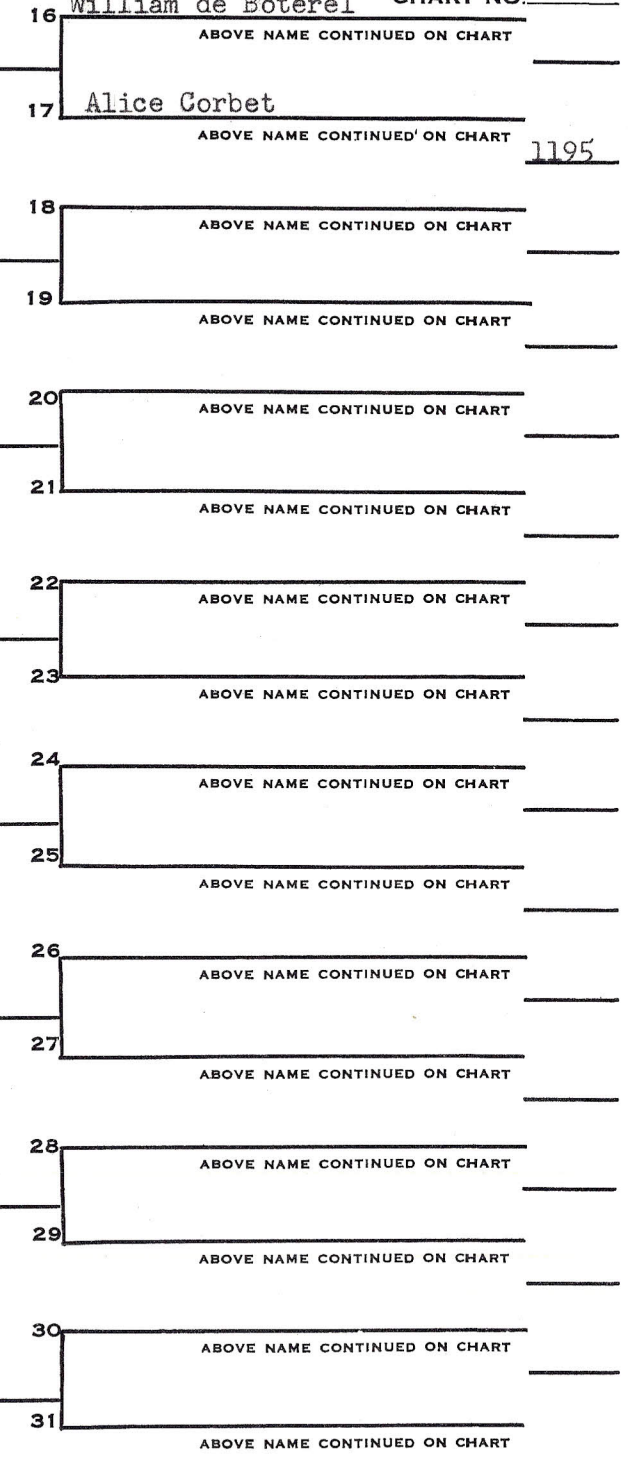 William de Boterel CHART NO.
16
ABOVE NAME CONTINUED ON CHART
17 Alice Corbet
ABOVE NAME CONTINUED ON CHART 1195
18
ABOVE NAME CONTINUED ON CHART
19
ABOVE NAME CONTINUED ON CHART
20
ABOVE NAME CONTINUED ON CHART
21
ABOVE NAME CONTINUED ON CHART
22
ABOVE NAME CONTINUED ON CHART
23
ABOVE NAME CONTINUED ON CHART
24
ABOVE NAME CONTINUED ON CHART
25
ABOVE NAME CONTINUED ON CHART
26
ABOVE NAME CONTINUED ON CHART
27
ABOVE NAME CONTINUED ON CHART
28
ABOVE NAME CONTINUED ON CHART
29
ABOVE NAME CONTINUED ON CHART
30
ABOVE NAME CONTINUED ON CHART
31
ABOVE NAME CONTINUED ON CHART